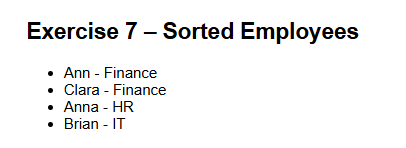 Exercise 7 – Sorted Employees
• Ann - Finance
• Clara - Finance
• Anna - HR
• Brian - IT